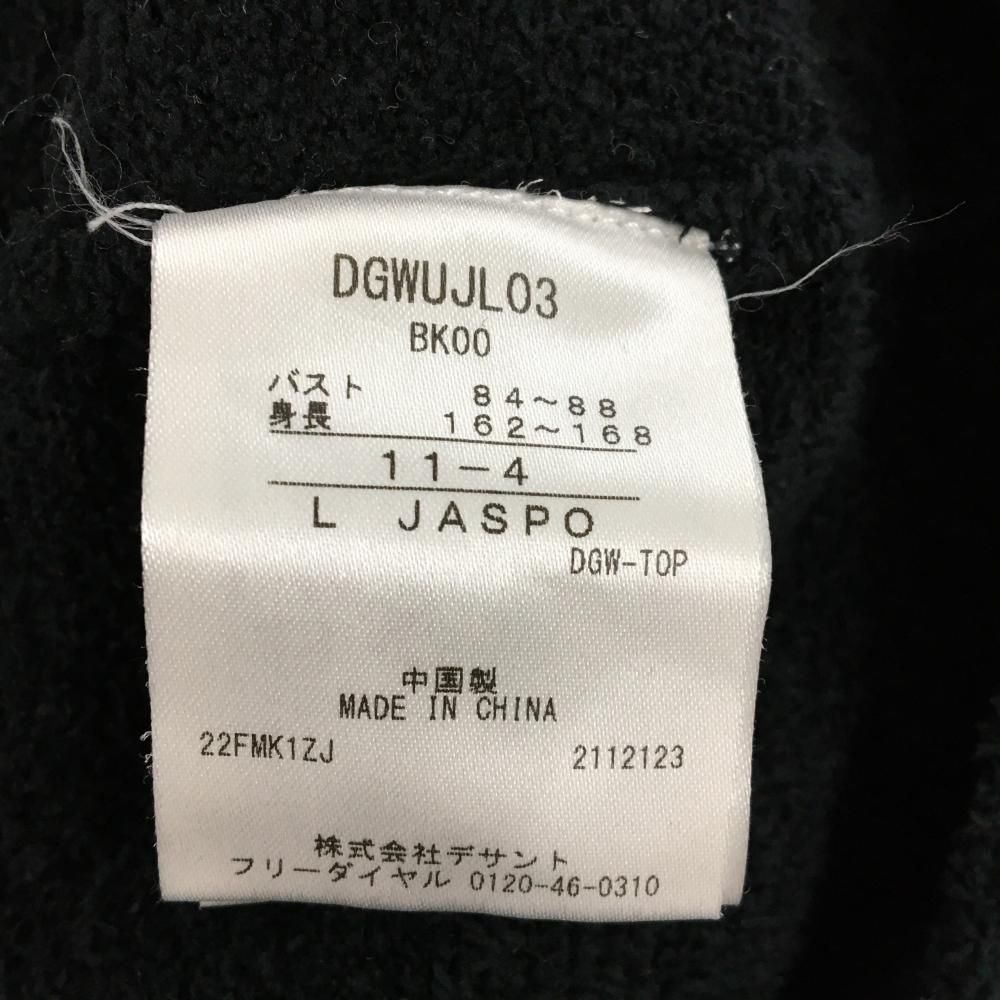 DGWUJL03
BK00
バスト 84〜88
身長 162〜168
11-4
L JASPO
DGW-TOP
中国製
MADE IN CHINA
22FMK1ZJ 2112123
株式会社デサント
フリーダイヤル 0120-46-0310